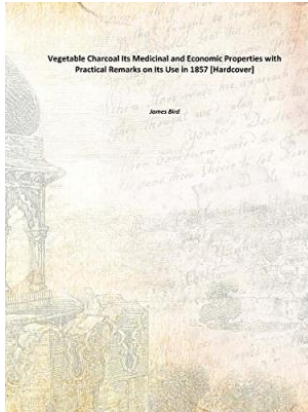 Vegetable Charcoal Its Medicinal and Economic Properties with
Practical Remarks on Its Use in 1857 [Hardcover]
James Bird